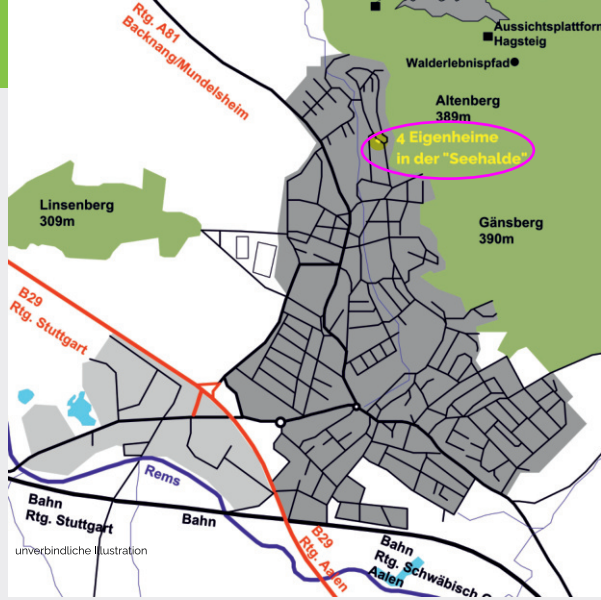 Rtg. A81
Backnang/Mundelsheim
Aussichtsplattform
Hagsteig
Walderlebnispfad
Altenberg
389m
4 Eigenheime
in der "Seehalde"
Linsenberg
309m
Gänsberg
390m
B29
Rtg. Stuttgart
Rems
Bahn
Rtg. Stuttgart
Bahn
B29
Rtg. Aalen
Bahn
Rtg. Schwäbisch
Aalen
unverbindliche Illustration